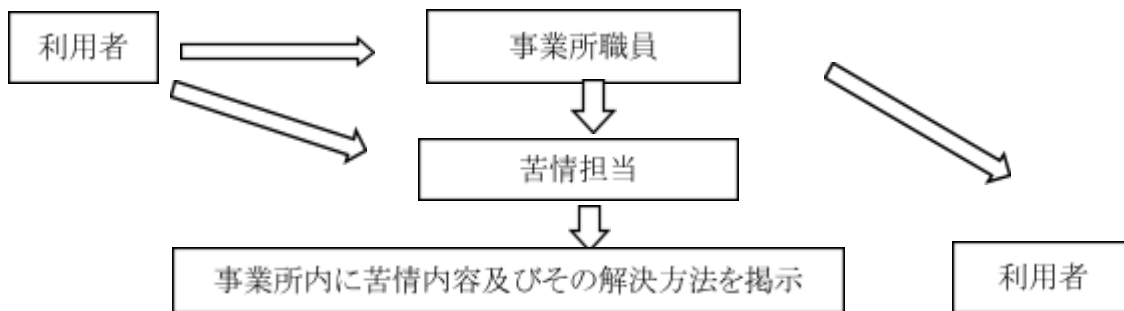 利用者
事業所職員
苦情担当
事業所内に苦情内容及びその解決方法を掲示
利用者